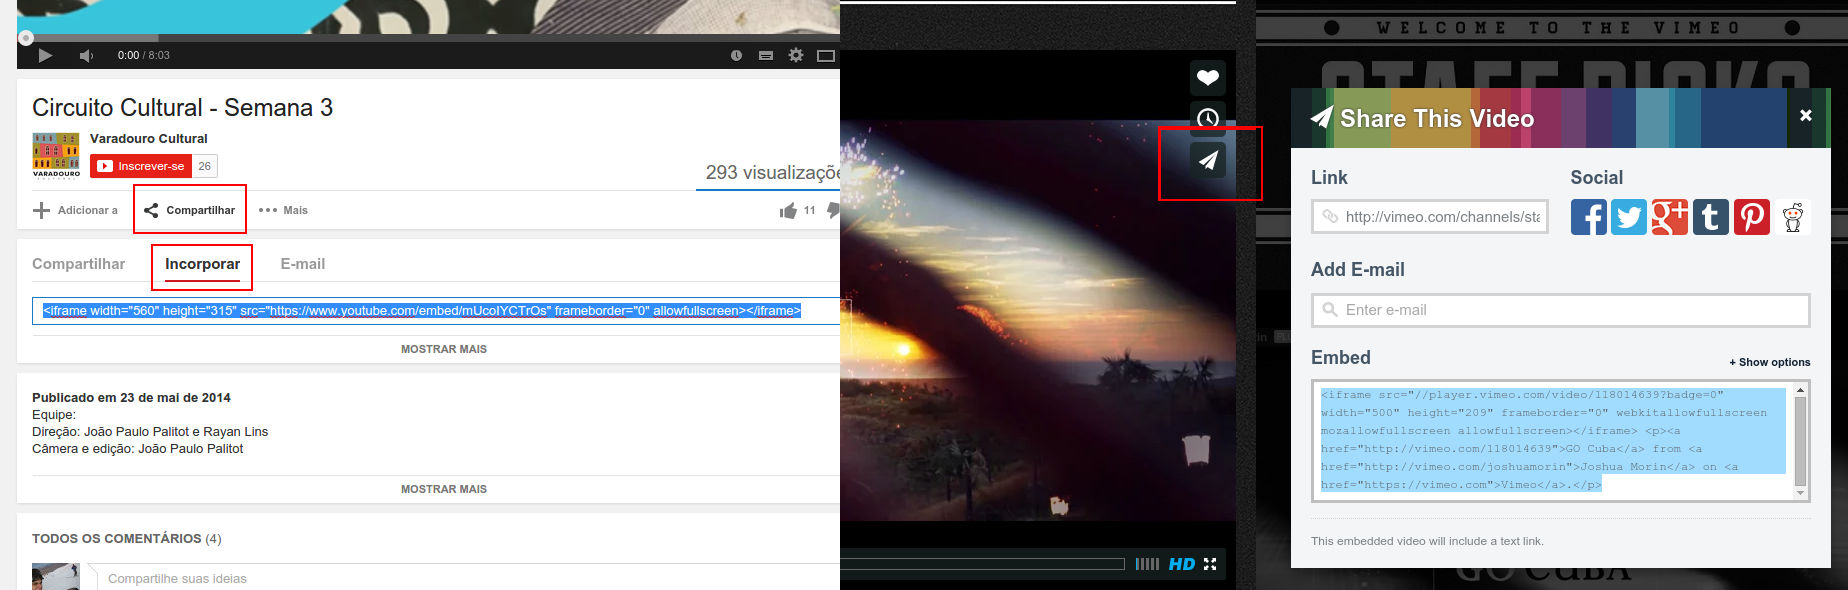 0:00 / 8:03
Circuito Cultural - Semana 3
Varadouro Cultural
VARADOURO
CULTURAL
Inscrever-se
26
293 visualizaçõe
Adicionar a
Compartilhar
Mais
11
Compartilhar
Incorporar
E-mail
<iframe width="560" height="315" src="https://www.youtube.com/embed/mUcoIYCTrOs" frameborder="0" allowfullscreen></iframe>
MOSTRAR MAIS
Publicado em 23 de mai de 2014
Equipe:
Direção: João Paulo Palitot e Rayan Lins
Câmera e edição: João Paulo Palitot
MOSTRAR MAIS
TODOS OS COMENTÁRIOS (4)
Compartilhe suas ideias
HD
WELCOME TO THE VIMEO
STAFF PICKS
Share This Video
×
Link
Social
http://vimeo.com/channels/sta
Add E-mail
Enter e-mail
Embed
+ Show options
<iframe src="//player.vimeo.com/video/118014639?badge=0"
width="500" height="209" frameborder="0" webkitallowfullscreen
mozallowfullscreen allowfullscreen></iframe> <p><a
href="http://vimeo.com/118014639">GO Cuba</a> from <a
href="http://vimeo.com/joshuamorin">Joshua Morin</a> on <a
href="https://vimeo.com">Vimeo</a>.</p>
This embedded video will include a text link.
GO CUBA